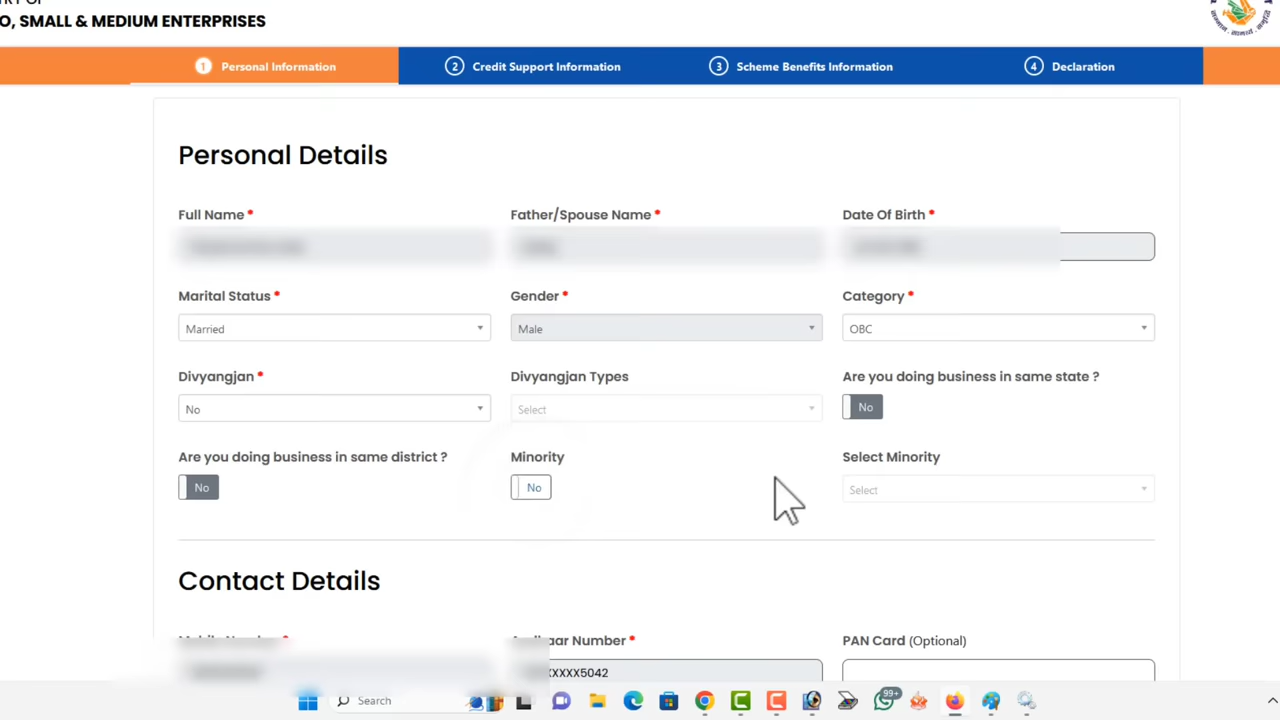 O, SMALL & MEDIUM ENTERPRISES
1 Personal Information 2 Credit Support Information 3 Scheme Benefits Information 4 Declaration
Personal Details
Full Name * Father/Spouse Name * Date Of Birth *
Marital Status * Gender * Category *
Married Male OBC
Divyangjan * Divyangjan Types Are you doing business in same state ?
No Select No
Are you doing business in same district ? Minority Select Minority
No No Select
Contact Details
Number * PAN Card (Optional)
XXXX5042
Search 99+